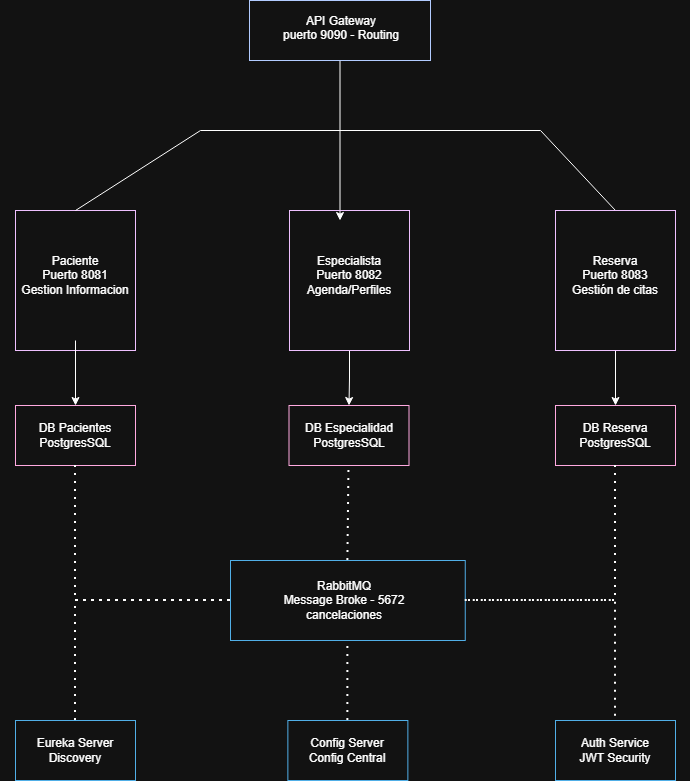 API Gateway
puerto 9090 - Routing
Paciente
Puerto 8081
Gestion Informacion
Especialista
Puerto 8082
Agenda/Perfiles
Reserva
Puerto 8083
Gestión de citas
DB Pacientes
PostgresSQL
DB Especialidad
PostgresSQL
DB Reserva
PostgresSQL
RabbitMQ
Message Broke - 5672
cancelaciones
Eureka Server
Discovery
Config Server
Config Central
Auth Service
JWT Security